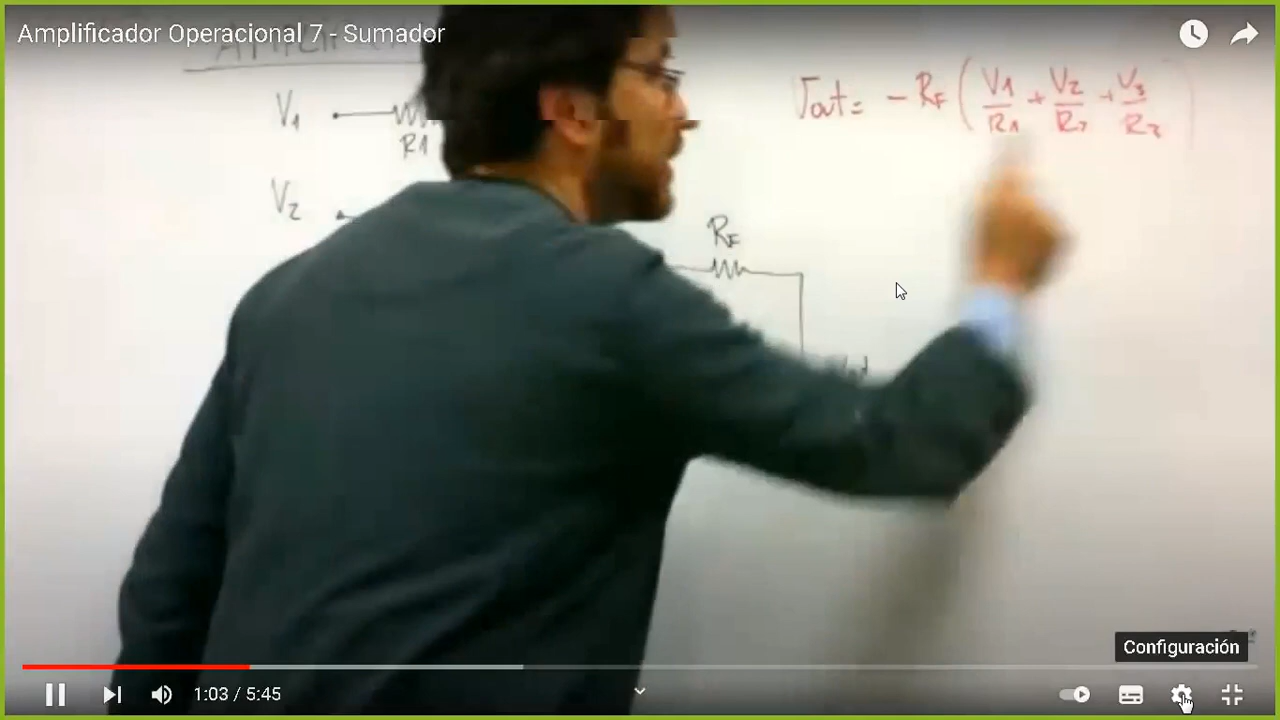 Amplificador Operacional 7 - Sumador
Vout = - RF ( V1/R1 + V2/R2 + V3/R3 )
V1
R1
V2
RF
Configuración
1:03 / 5:45